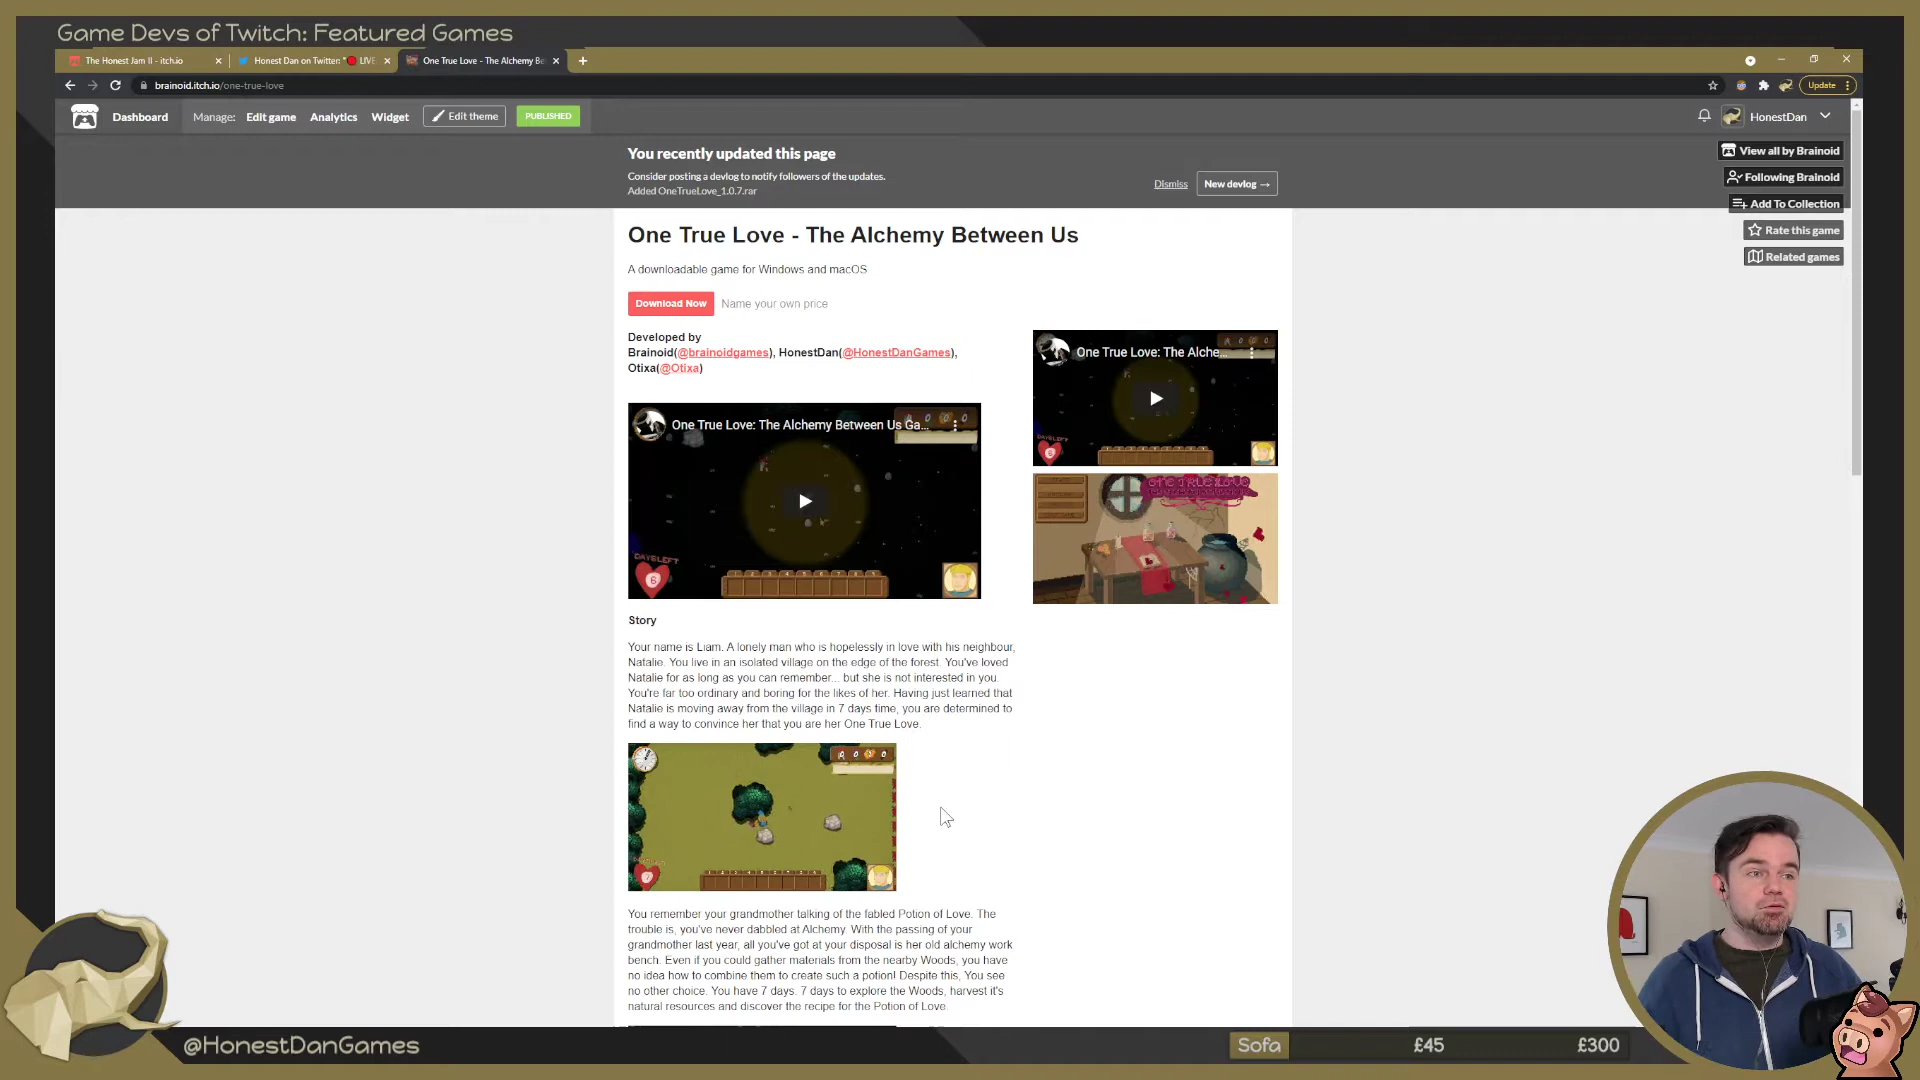 Game Devs of Twitch: Featured Games
The Honest Jam II - itch.io
Honest Dan on Twitter: "🔴 LIVE
One True Love - The Alchemy Be
brainoid.itch.io/one-true-love
Update
Dashboard
Manage: Edit game Analytics Widget Edit theme PUBLISHED
HonestDan
You recently updated this page
Consider posting a devlog to notify followers of the updates.
Added OneTrueLove_1.0.7.rar
Dismiss New devlog →
View all by Brainoid
Following Brainoid
Add To Collection
Rate this game
Related games
One True Love - The Alchemy Between Us
A downloadable game for Windows and macOS
Download Now Name your own price
Developed by
Brainoid(@brainoidgames), HonestDan(@HonestDanGames),
Otixa(@Otixa)
One True Love: The Alchemy Between Us Ga...
0 0 0
DAYS LEFT
6
One True Love: The Alche...
6
ONE TRUE LOVE
Story
Your name is Liam. A lonely man who is hopelessly in love with his neighbour,
Natalie. You live in an isolated village on the edge of the forest. You've loved
Natalie for as long as you can remember... but she is not interested in you.
You're far too ordinary and boring for the likes of her. Having just learned that
Natalie is moving away from the village in 7 days time, you are determined to
find a way to convince her that you are her One True Love.
You remember your grandmother talking of the fabled Potion of Love. The
trouble is, you've never dabbled at Alchemy. With the passing of your
grandmother last year, all you've got at your disposal is her old alchemy work
bench. Even if you could gather materials from the nearby Woods, you have
no idea how to combine them to create such a potion! Despite this, You see
no other choice. You have 7 days. 7 days to explore the Woods, harvest it's
natural resources and discover the recipe for the Potion of Love.
@HonestDanGames
Sofa £45 £300